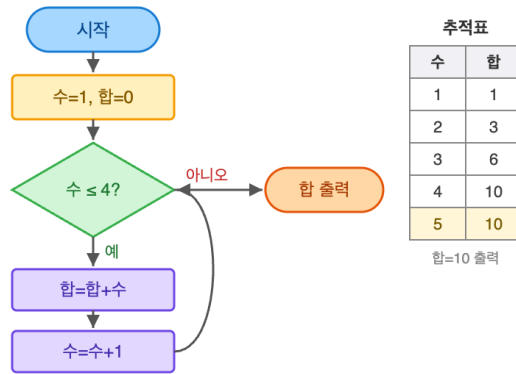 시작
수=1, 합=0
수 ≤ 4?
아니오
합 출력
예
합=합+수
수=수+1
추적표
수 합
1 1
2 3
3 6
4 10
5 10
합=10 출력